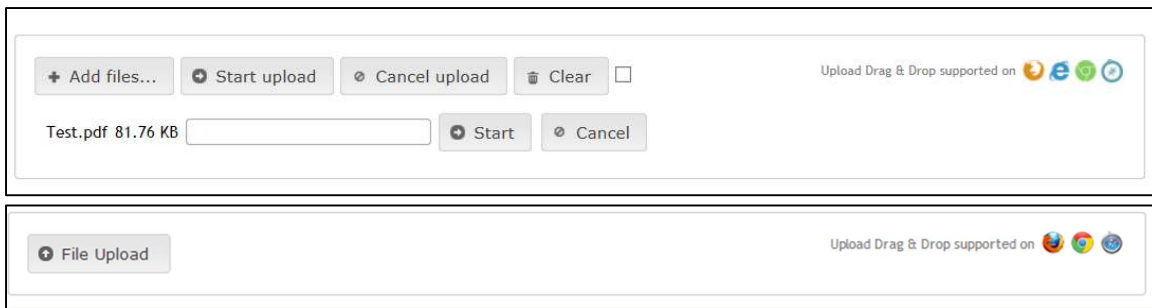 Add files... Start upload Cancel upload Clear Upload Drag & Drop supported on
Test.pdf 81.76 KB Start Cancel
File Upload Upload Drag & Drop supported on